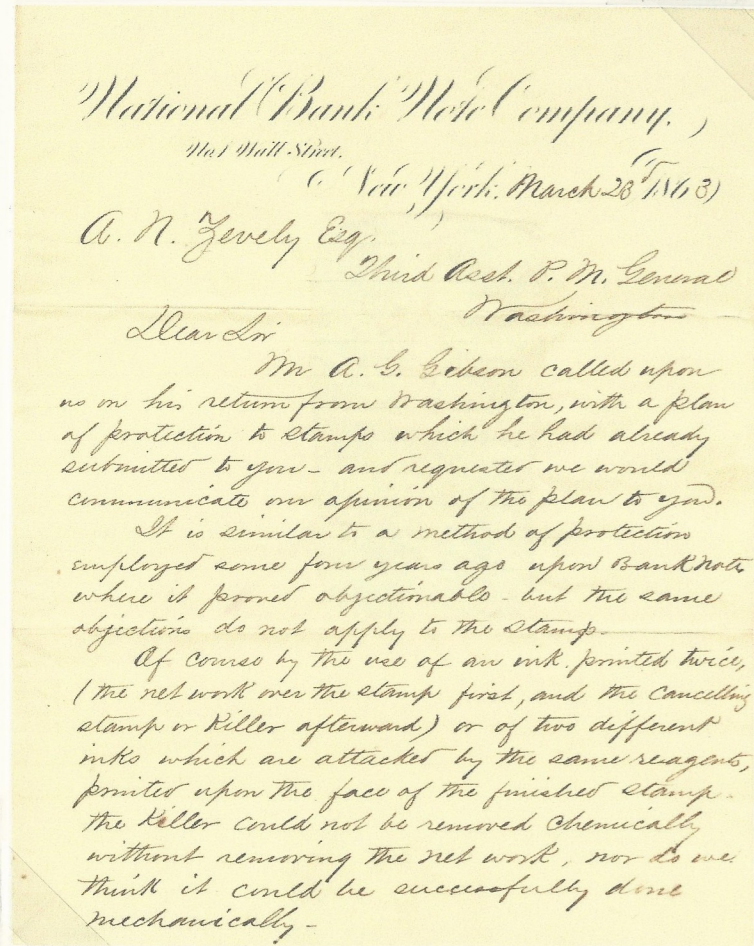 National Bank Note Company.
No. 1 Wall Street.
New York. March 23d 1863
A. N. Zevely Esq.
Third Asst. P. M. General
Washington
Dear Sir
Mr A. G. Gibson called upon
us on his return from Washington, with a plan
of protection to stamps which he had already
submitted to you - and requested we would
communicate our opinion of the plan to you.
It is similar to a method of protection
employed some four years ago upon Bank Note
where it proved objectionable - but the same
objections do not apply to the stamp.
Of course by the use of an ink printed twice,
(the net work over the stamp first, and the cancelling
stamp or Killer afterward) or of two different
inks which are attacked by the same reagents,
printed upon the face of the finished stamp -
the Killer could not be removed chemically
without removing the net work, nor do we
think it could be successfully done
mechanically -